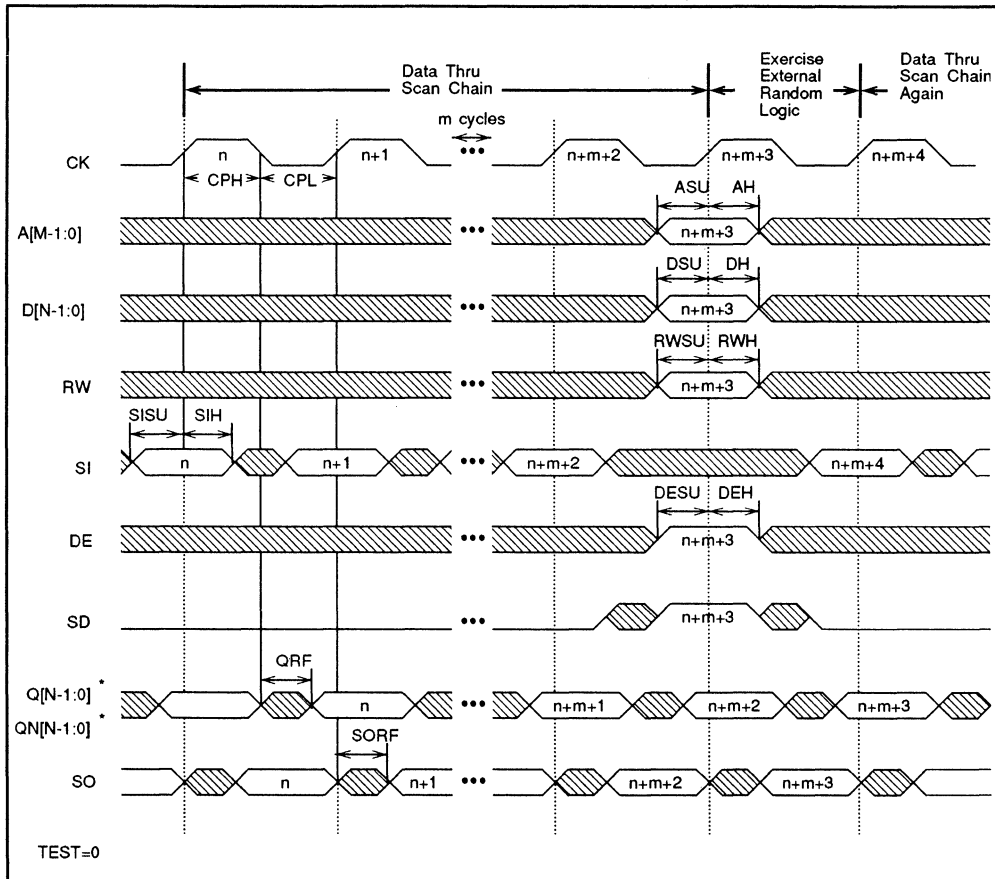 Data Thru
Scan Chain
Exercise
External
Random
Logic
Data Thru
Scan Chain
Again
m cycles
CK n n+1 ••• n+m+2 n+m+3 n+m+4
CPH CPL
ASU AH
A[M-1:0] ••• n+m+3
DSU DH
D[N-1:0] ••• n+m+3
RWSU RWH
RW ••• n+m+3
SISU SIH
SI n n+1 ••• n+m+2 n+m+4
DESU DEH
DE ••• n+m+3
SD ••• n+m+3
QRF
Q[N-1:0] *
QN[N-1:0] * n ••• n+m+1 n+m+2 n+m+3
SORF
SO n n+1 ••• n+m+2 n+m+3
TEST=0